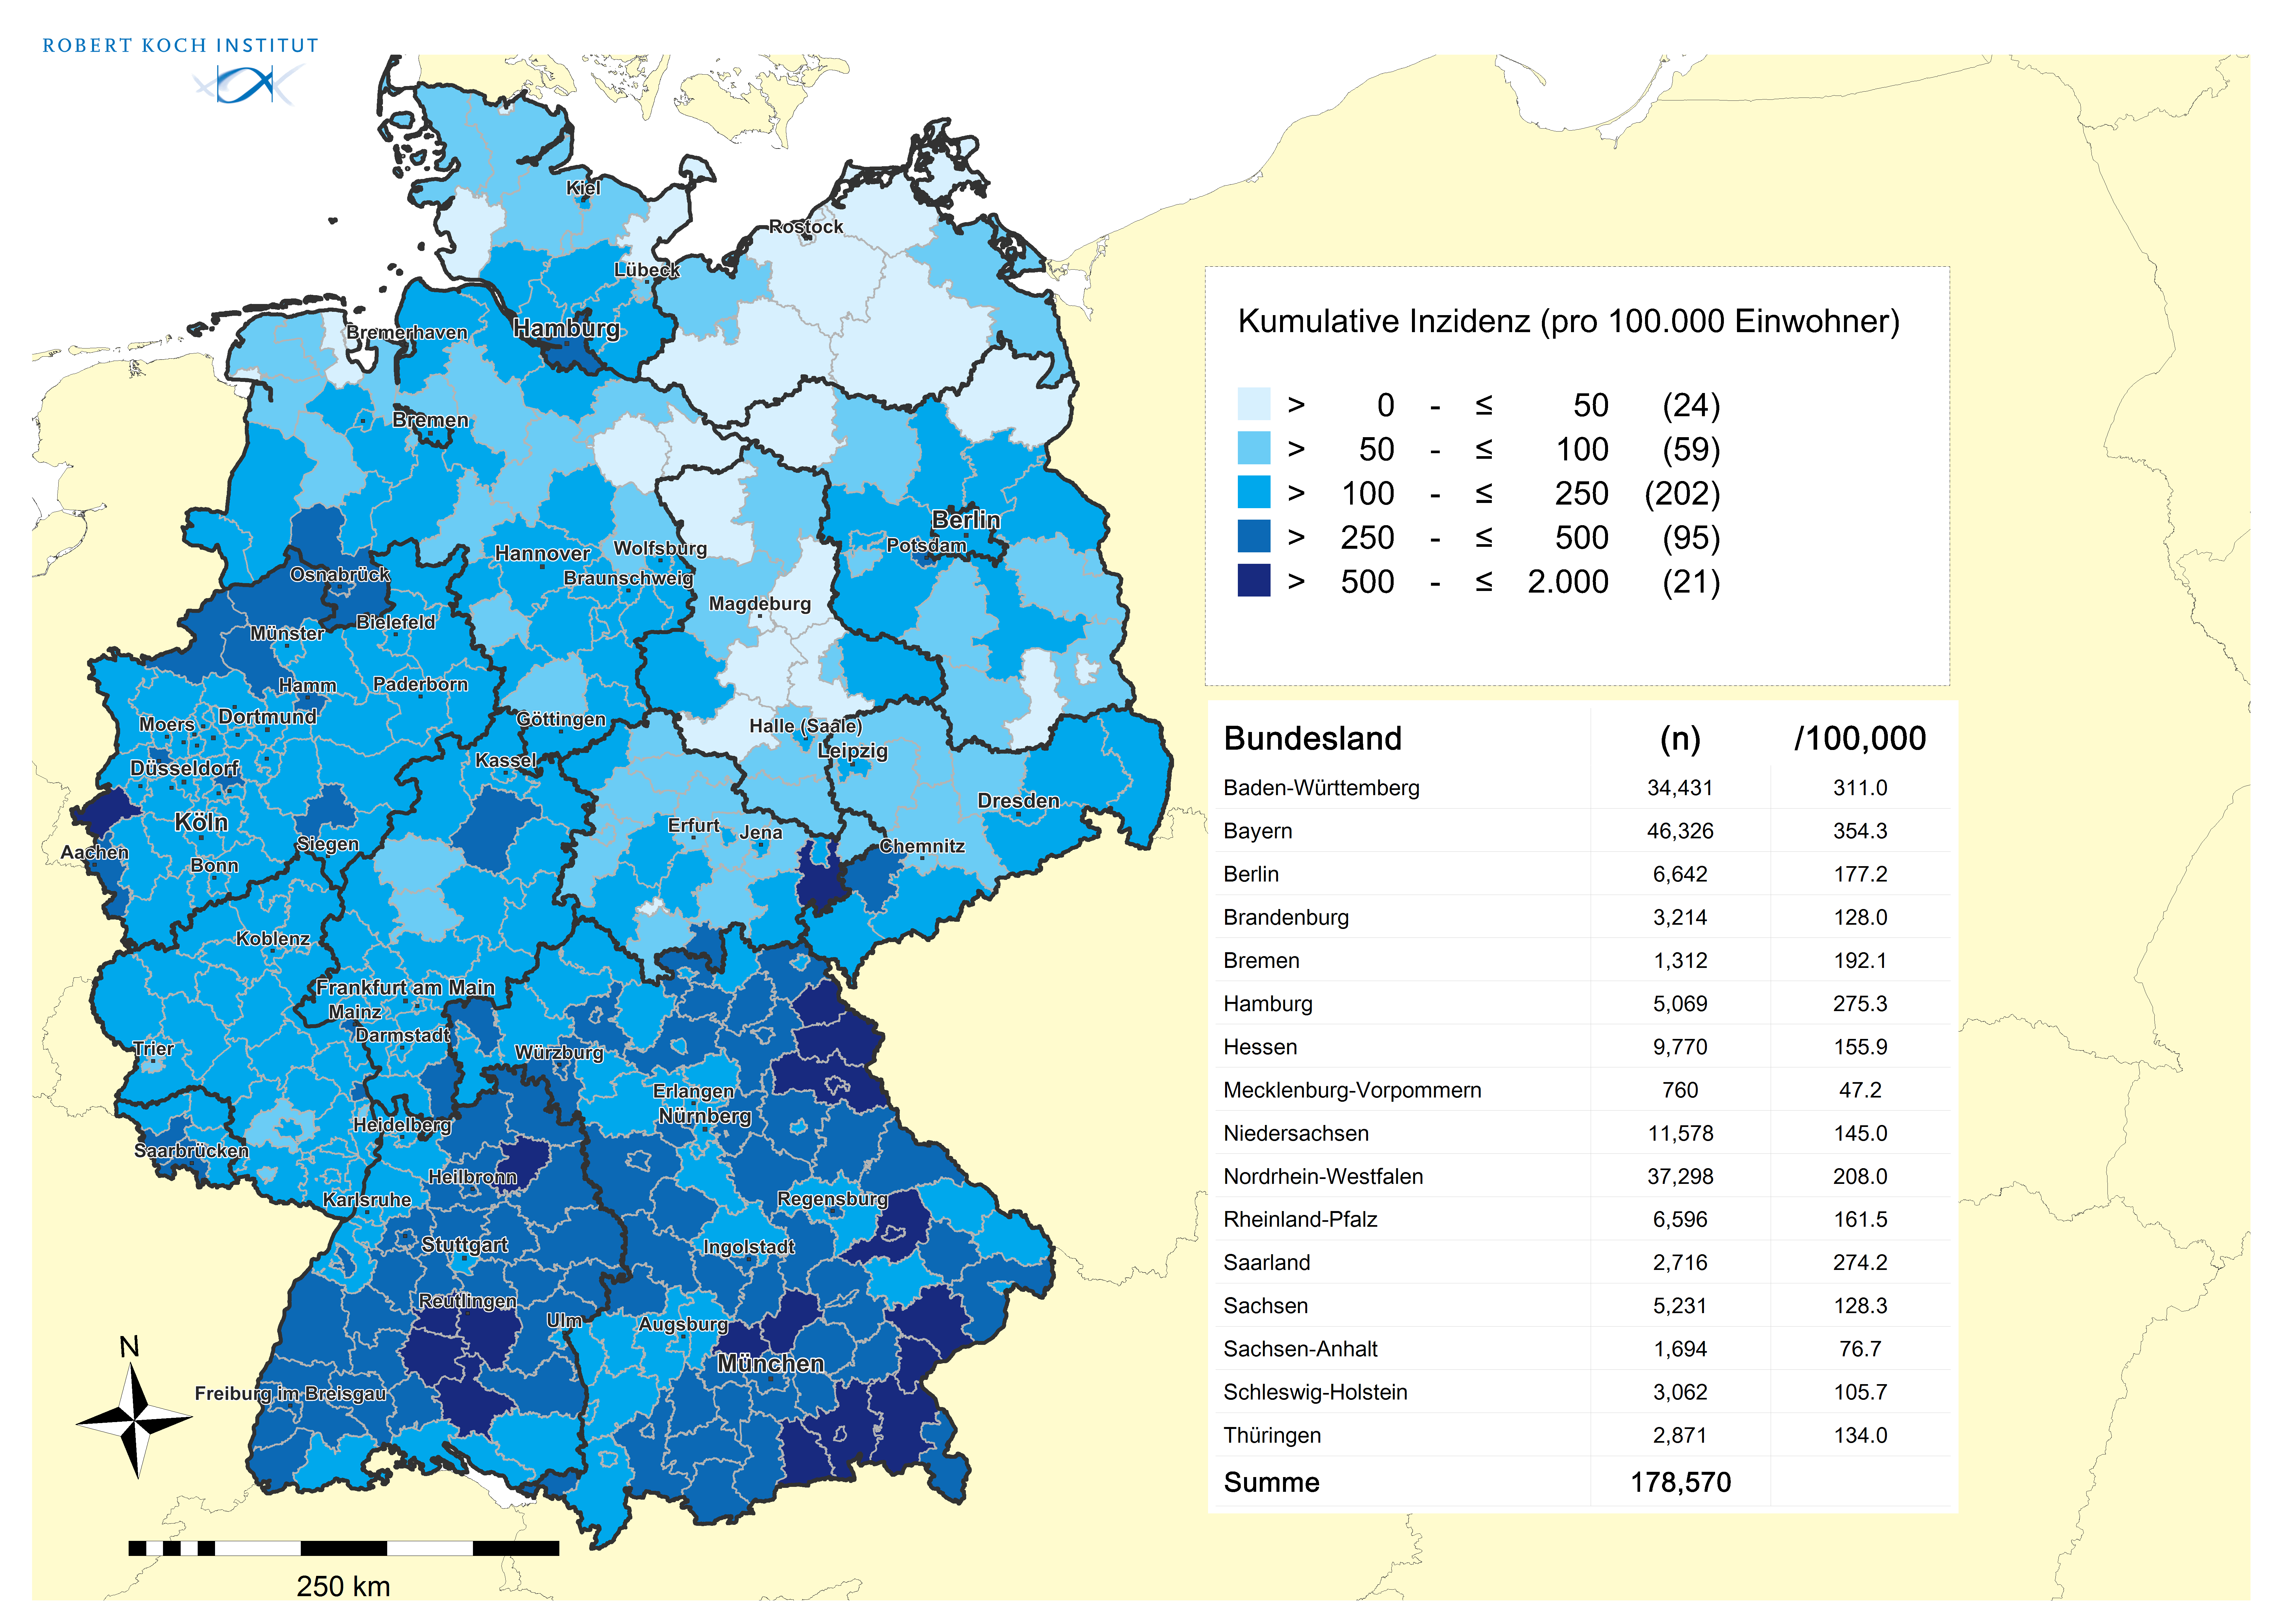 ROBERT KOCH INSTITUT
Kiel
Rostock
Lübeck
Bremerhaven
Hamburg
Bremen
Berlin
Potsdam
Hannover
Wolfsburg
Osnabrück
Braunschweig
Magdeburg
Münster
Bielefeld
Hamm
Paderborn
Moers
Dortmund
Göttingen
Halle (Saale)
Leipzig
Kassel
Düsseldorf
Dresden
Köln
Erfurt
Jena
Aachen
Siegen
Chemnitz
Bonn
Koblenz
Frankfurt am Main
Mainz
Darmstadt
Trier
Würzburg
Erlangen
Nürnberg
Heidelberg
Saarbrücken
Heilbronn
Karlsruhe
Regensburg
Stuttgart
Ingolstadt
Reutlingen
Ulm
Augsburg
München
Freiburg im Breisgau
N
250 km
Kumulative Inzidenz (pro 100.000 Einwohner)
> 0 - ≤ 50 (24)
> 50 - ≤ 100 (59)
> 100 - ≤ 250 (202)
> 250 - ≤ 500 (95)
> 500 - ≤ 2.000 (21)
Bundesland (n) /100,000
Baden-Württemberg 34,431 311.0
Bayern 46,326 354.3
Berlin 6,642 177.2
Brandenburg 3,214 128.0
Bremen 1,312 192.1
Hamburg 5,069 275.3
Hessen 9,770 155.9
Mecklenburg-Vorpommern 760 47.2
Niedersachsen 11,578 145.0
Nordrhein-Westfalen 37,298 208.0
Rheinland-Pfalz 6,596 161.5
Saarland 2,716 274.2
Sachsen 5,231 128.3
Sachsen-Anhalt 1,694 76.7
Schleswig-Holstein 3,062 105.7
Thüringen 2,871 134.0
Summe 178,570